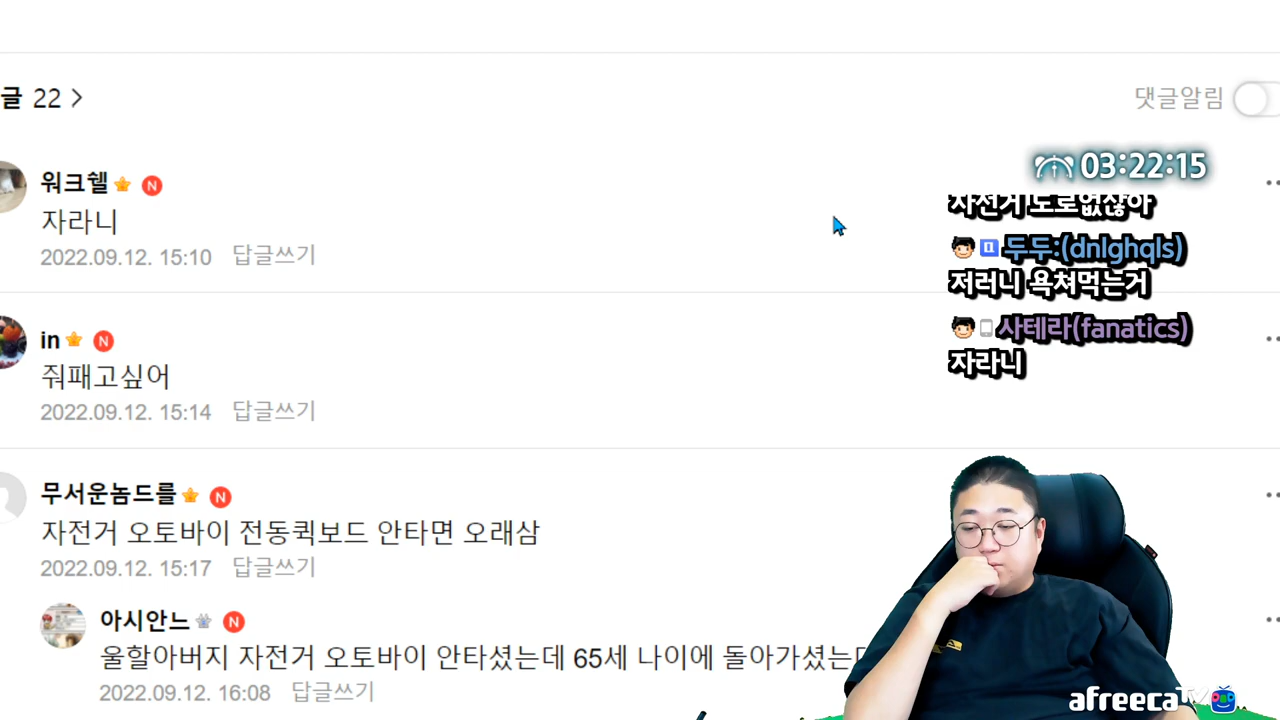 글 22 >
댓글알림
03:22:15
워크쉘 N
자라니
2022.09.12. 15:10 답글쓰기
자전거 도로없잖아
두두:(dnlghqls)
저러니 욕쳐먹는거
사테라(fanatics)
자라니
in N
줘패고싶어
2022.09.12. 15:14 답글쓰기
무서운놈드를 N
자전거 오토바이 전동퀵보드 안타면 오래삼
2022.09.12. 15:17 답글쓰기
아시안느 N
울할아버지 자전거 오토바이 안타셨는데 65세 나이에 돌아가셨는
2022.09.12. 16:08 답글쓰기
afreecaTV